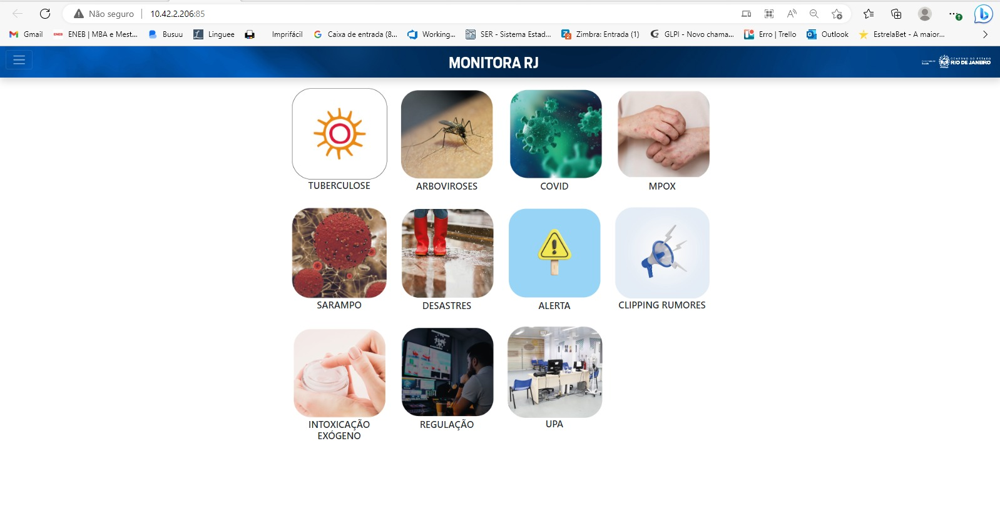 Não seguro
10.42.2.206:85
Gmail
ENEB | MBA e Mest...
Busuu
Linguee
Imprifácil
Caixa de entrada (8...
Working...
SER - Sistema Estad...
Zimbra: Entrada (1)
GLPI - Novo chama...
Erro | Trello
Outlook
EstrelaBet - A maior...
MONITORA RJ
GOVERNO DO ESTADO
RIO DE JANEIRO
TUBERCULOSE
ARBOVIROSES
COVID
MPOX
SARAMPO
DESASTRES
ALERTA
CLIPPING RUMORES
INTOXICAÇÃO
EXÓGENO
REGULAÇÃO
UPA